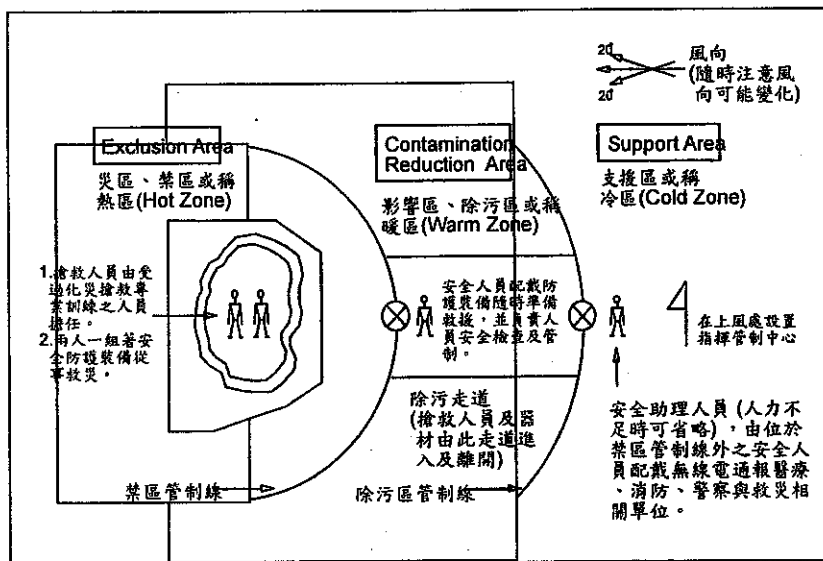 20°
風向
(隨時注意風
向可能變化)
20°
Exclusion Area
災區、禁區或稱
熱區(Hot Zone)
Contamination
Reduction Area
影響區、除污區或稱
暖區(Warm Zone)
Support Area
支援區或稱
冷區(Cold Zone)
1.搶救人員由受
過化災搶救專
業訓練之人員
擔任。
2.兩人一組著安
全防護裝備從
事救災。
安全人員配戴防
護裝備隨時準備
救援，並負責人
員安全檢查及管
制。
在上風處設置
指揮管制中心
除污走道
(搶救人員及器
材由此走道進
入及離開)
安全助理人員(人力不
足時可省略)，由位於
禁區管制線外之安全人
員配戴無線電通報醫療
、消防、警察與救災相
關單位。
禁區管制線
除污區管制線